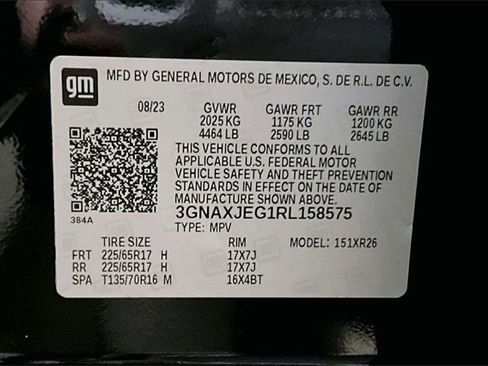 gm
MFD BY GENERAL MOTORS DE MEXICO, S. DE R.L. DE C.V.
08/23 GVWR GAWR FRT GAWR RR
2025 KG 1175 KG 1200 KG
4464 LB 2590 LB 2645 LB
THIS VEHICLE CONFORMS TO ALL
APPLICABLE U.S. FEDERAL MOTOR
VEHICLE SAFETY AND THEFT PREVENTION
STANDARDS IN EFFECT ON THE DATE OF
MANUFACTURE SHOWN ABOVE.
384A
3GNAXJEG1RL158575
TYPE: MPV
TIRE SIZE RIM MODEL: 151XR26
FRT 225/65R17 H 17X7J
RR 225/65R17 H 17X7J
SPA T135/70R16 M 16X4BT